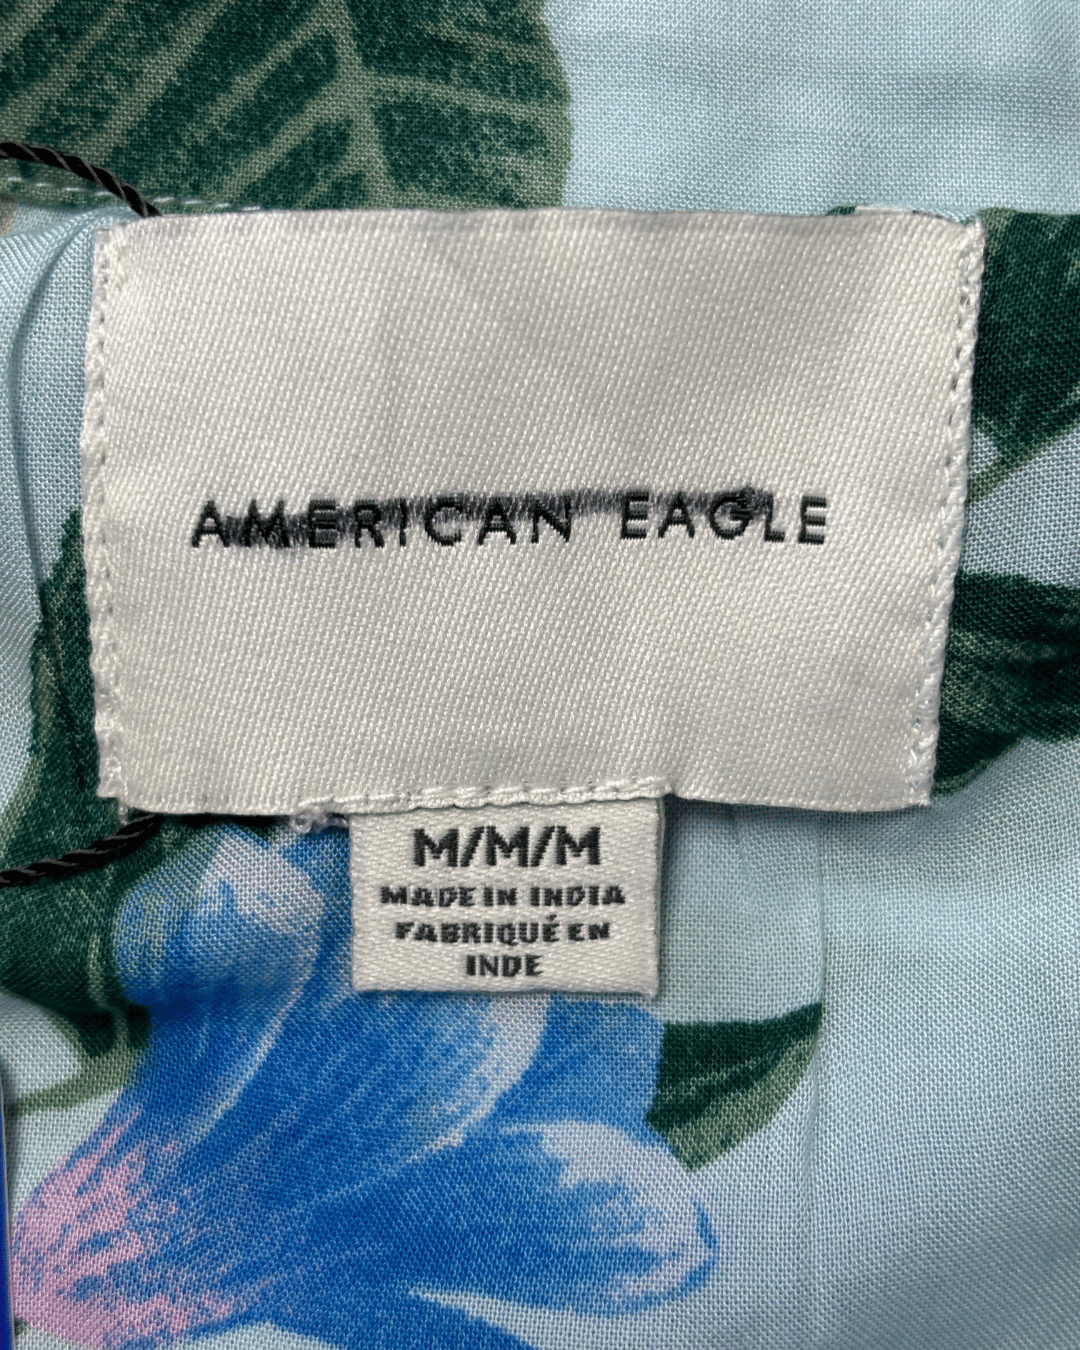 AMERICAN EAGLE
M/M/M
MADE IN INDIA
FABRIQUÉ EN
INDE